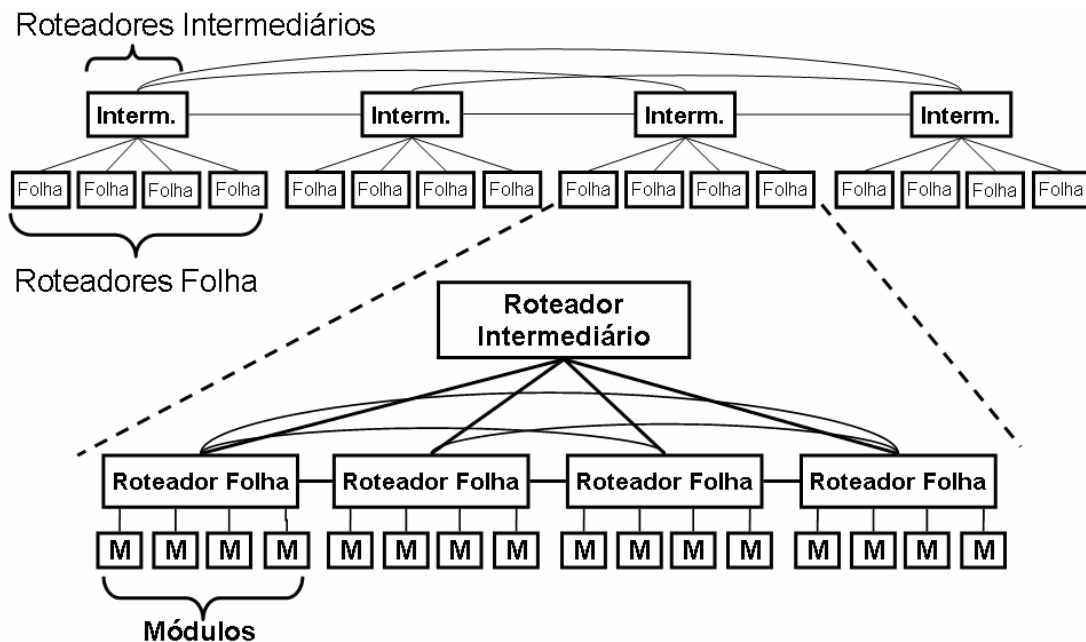 Roteadores Intermediários
Interm. Interm. Interm. Interm.
Folha Folha Folha Folha Folha Folha Folha Folha Folha Folha Folha Folha Folha Folha Folha Folha
Roteadores Folha
Roteador
Intermediário
Roteador Folha Roteador Folha Roteador Folha Roteador Folha
M M M M M M M M M M M M M M M M
Módulos